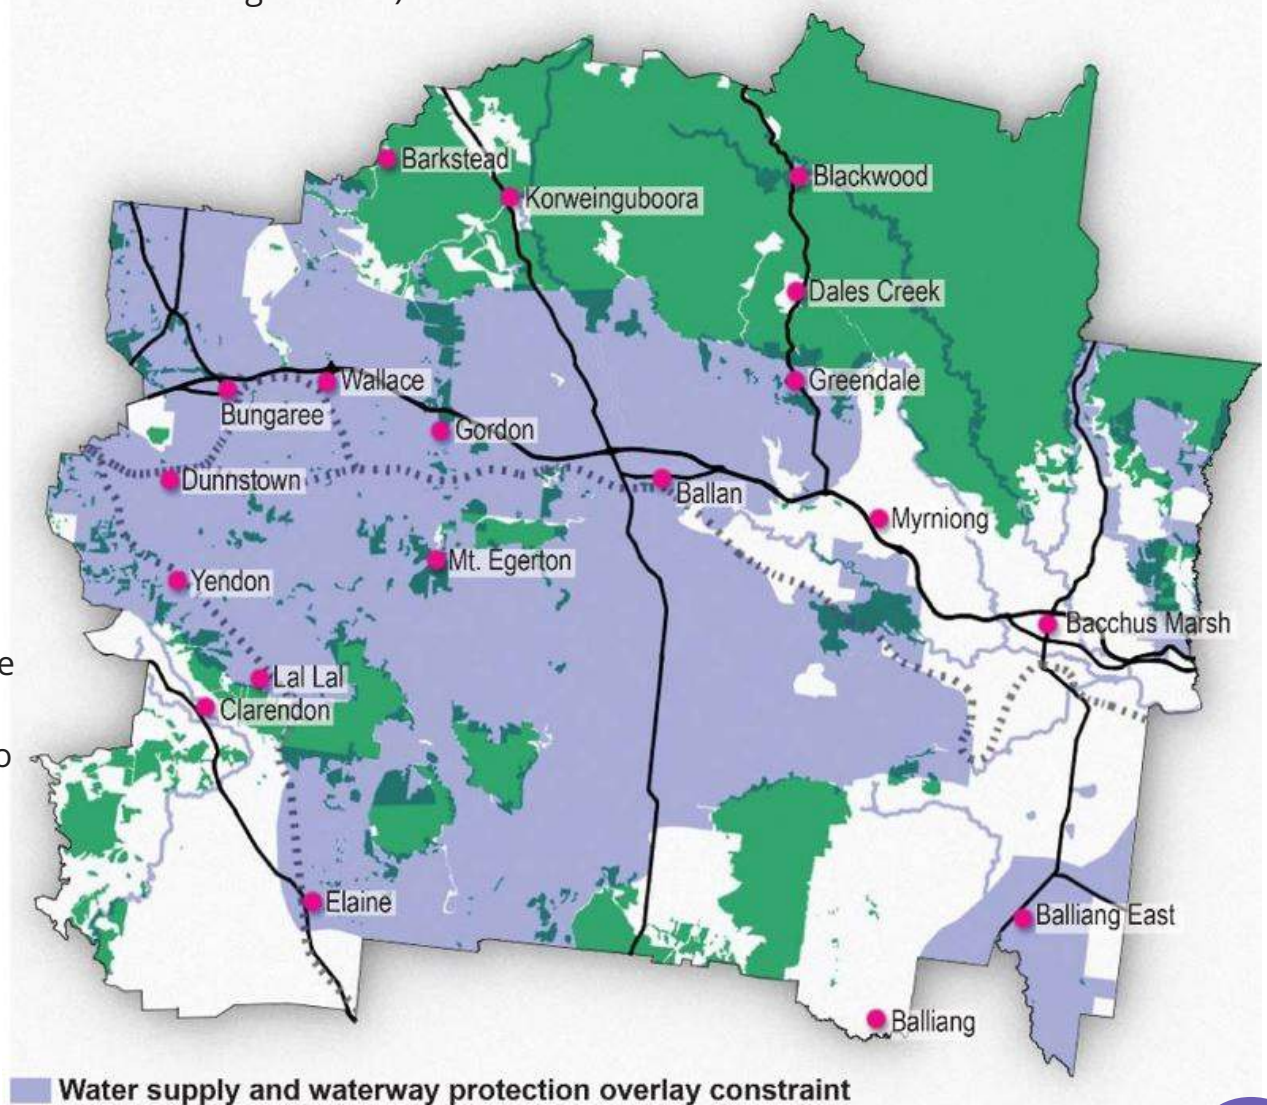 Barkstead
Korweinguboora
Blackwood
Dales Creek
Wallace
Greendale
Bungaree
Gordon
Dunnstown
Ballan
Myrniong
Mt. Egerton
Yendon
Bacchus Marsh
Lal Lal
Clarendon
Elaine
Balliang East
Balliang
Water supply and waterway protection overlay constraint